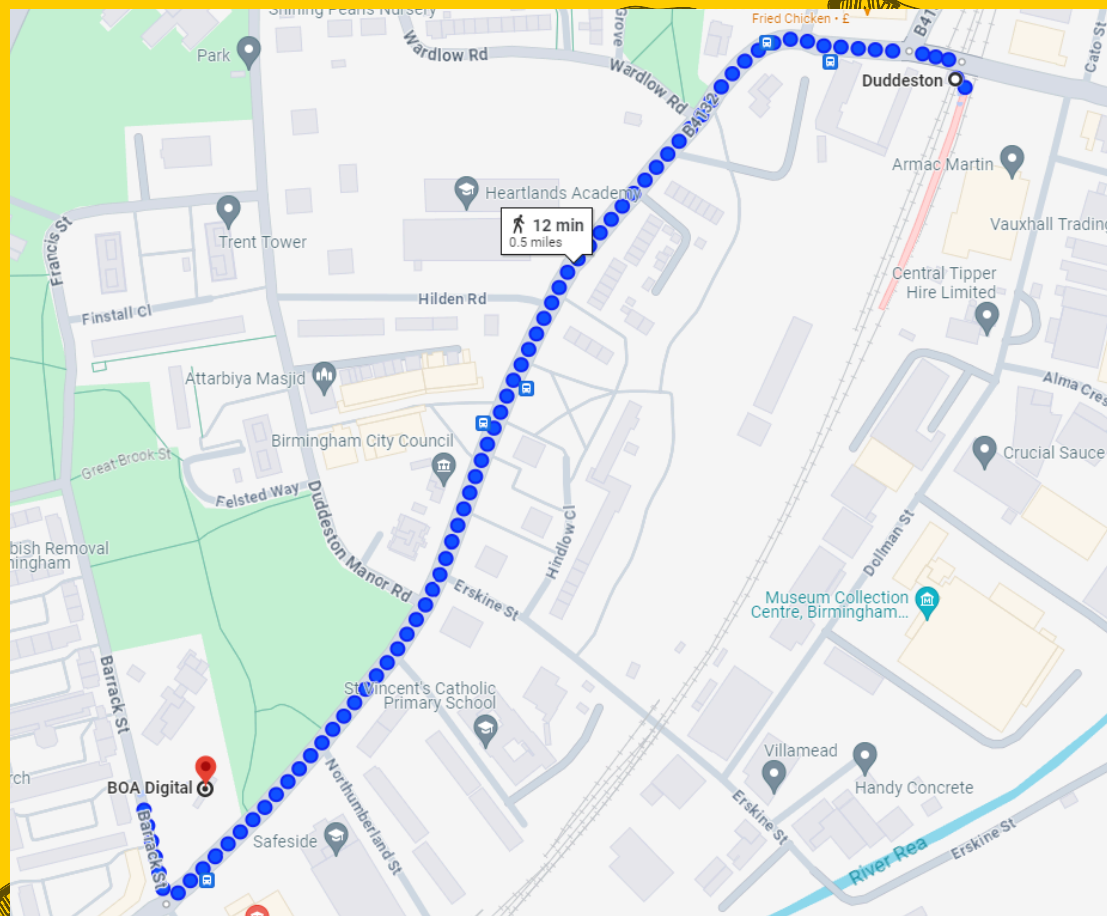 Shining Pearls Nursery
Fried Chicken • £
B41
Cato St
Grove
Park
Wardlow Rd
Wardlow Rd
Duddeston
B4132
Armac Martin
Heartlands Academy
12 min
0.5 miles
Vauxhall Trading
Francis St
Trent Tower
Central Tipper
Hire Limited
Hilden Rd
Finstall Cl
Attarbiya Masjid
Alma Cres
Birmingham City Council
Crucial Sauce
Great Brook St
Felsted Way
Duddeston Manor Rd
Hindlow Cl
Dollman St
bish Removal
ningham
Erskine St
Museum Collection
Centre, Birmingham...
Barrack St
St Vincent's Catholic
Primary School
Villamead
rch
BOA Digital
Handy Concrete
Northumberland St
Erskine St
Barrack St
Safeside
River Rea
Erskine St